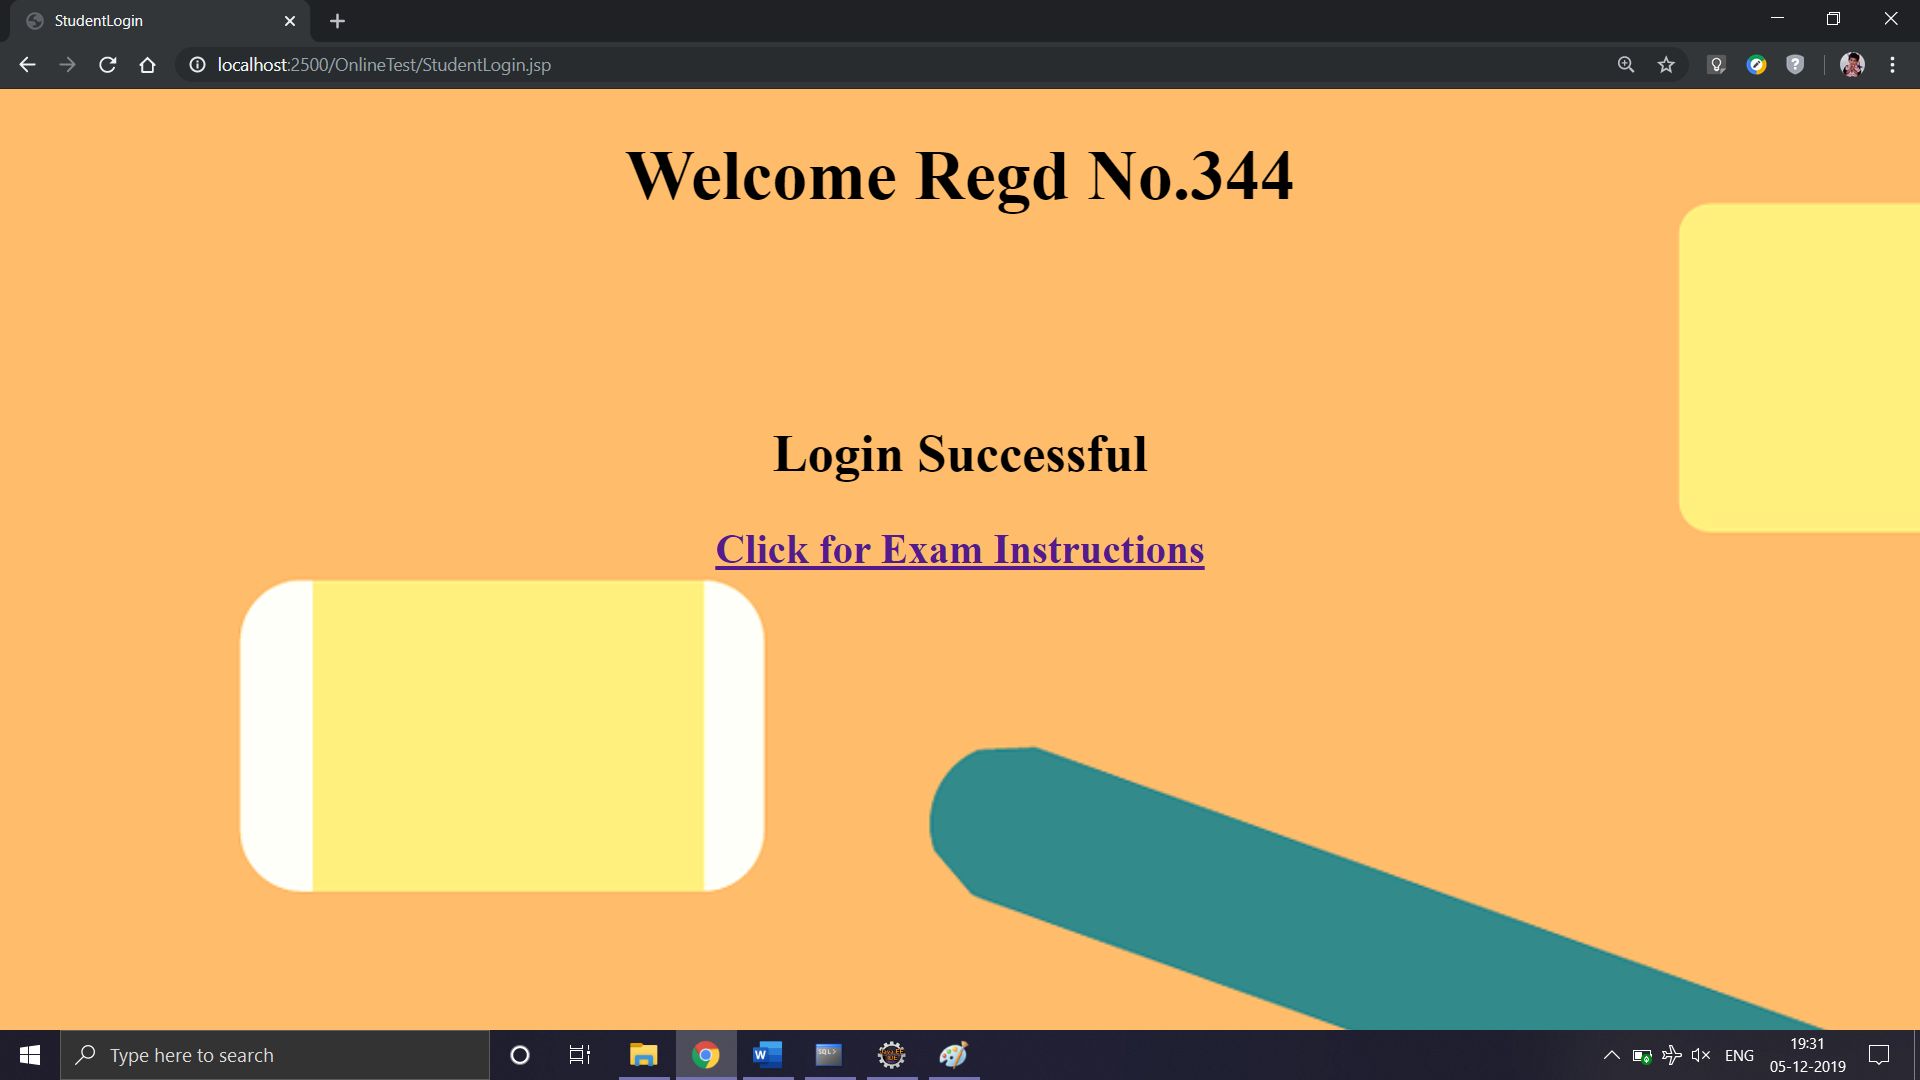 StudentLogin
localhost:2500/OnlineTest/StudentLogin.jsp
Welcome Regd No.344
Login Successful
Click for Exam Instructions
Type here to search
SQL>
ENG
19:31
05-12-2019